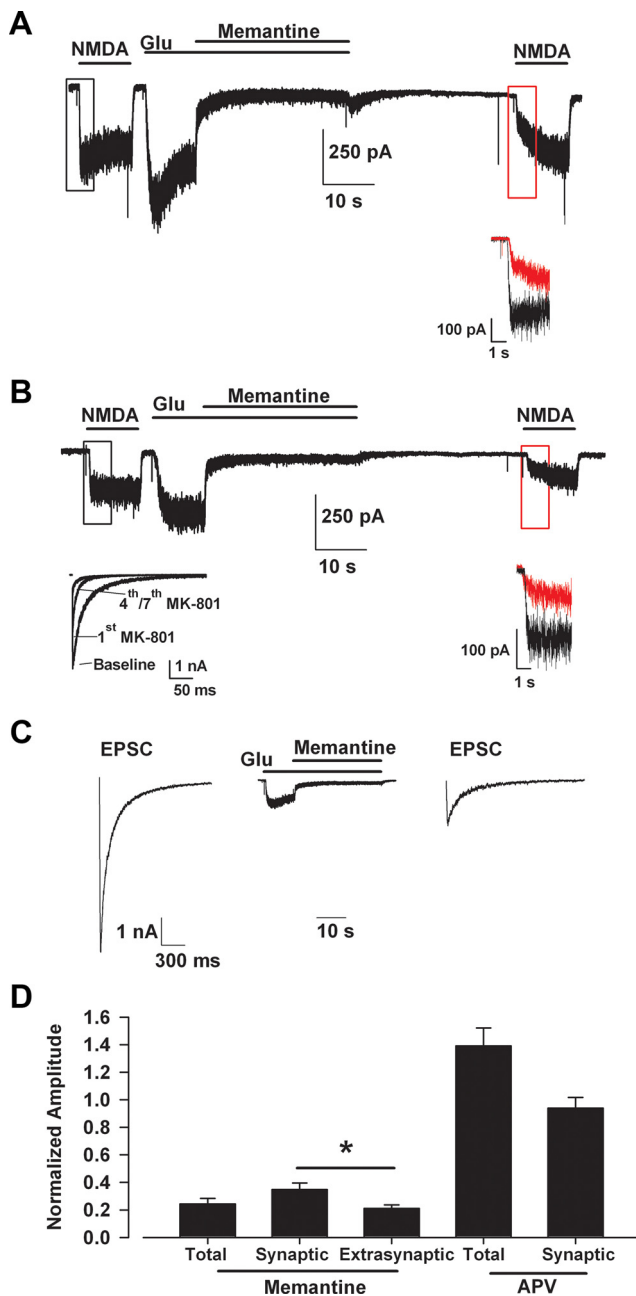 A
NMDA
Glu
Memantine
NMDA
250 pA
10 s
100 pA
1 s
B
NMDA
Glu
Memantine
NMDA
250 pA
10 s
4th/7th MK-801
1st MK-801
Baseline
1 nA
50 ms
100 pA
1 s
C
EPSC
Glu
Memantine
EPSC
1 nA
300 ms
10 s
D
Normalized Amplitude
1.6
1.4
1.2
1.0
0.8
0.6
0.4
0.2
0.0
*
Total Synaptic Extrasynaptic Total Synaptic
Memantine APV